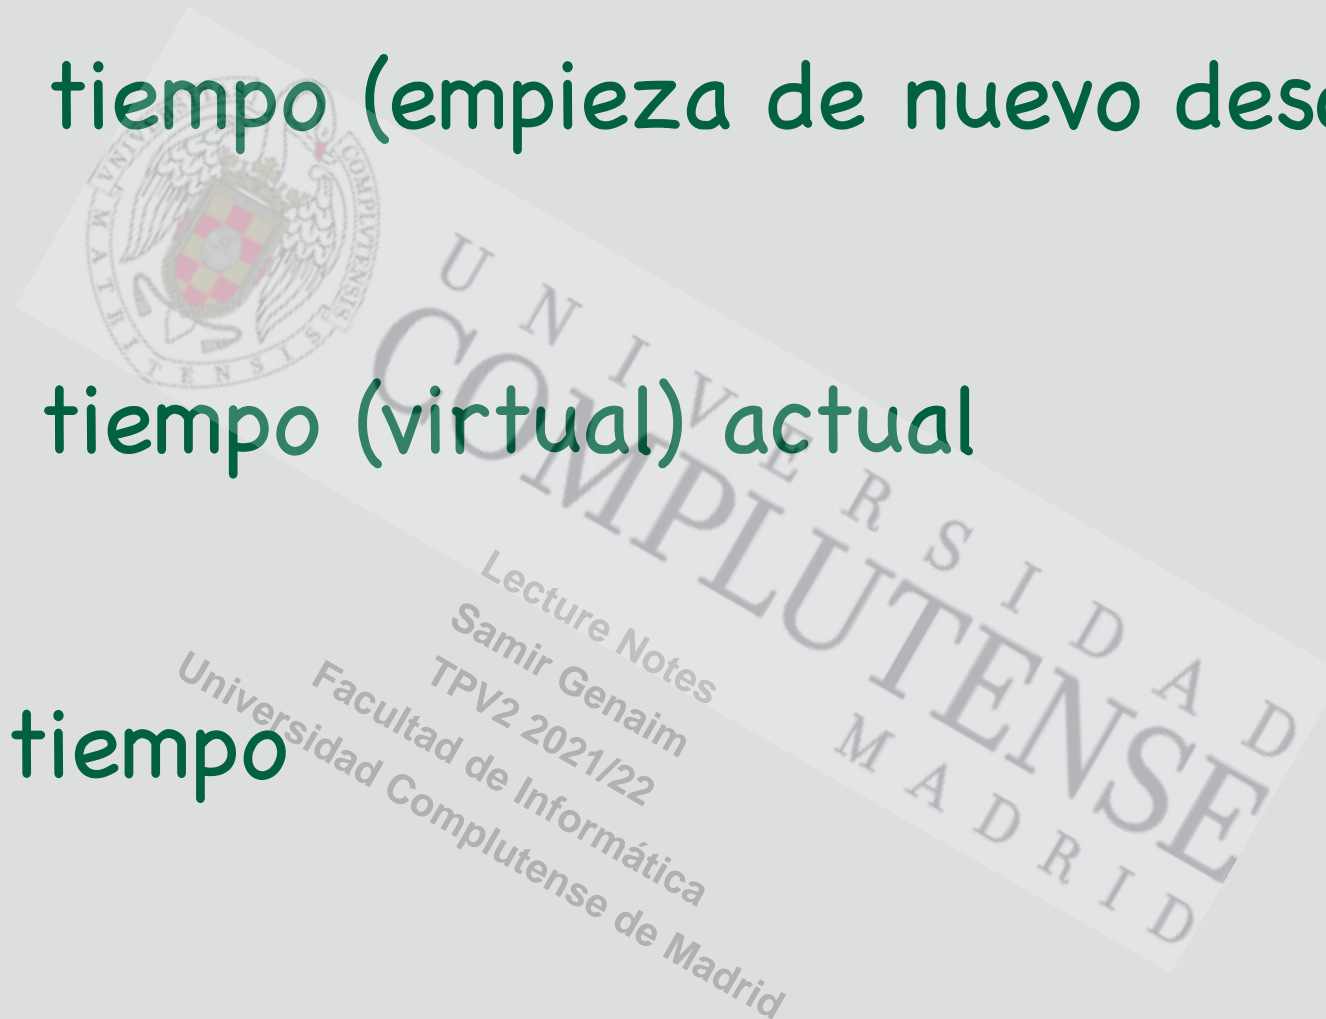 tiempo (empieza de nuevo
tiempo (virtual) actual
tiempo
UNIVERSIDAD
COMPLUTENSE
MADRID
Lecture Notes
Samir Genaim
TPV2 2021/22
Facultad de Informática
Universidad Complutense de Madrid